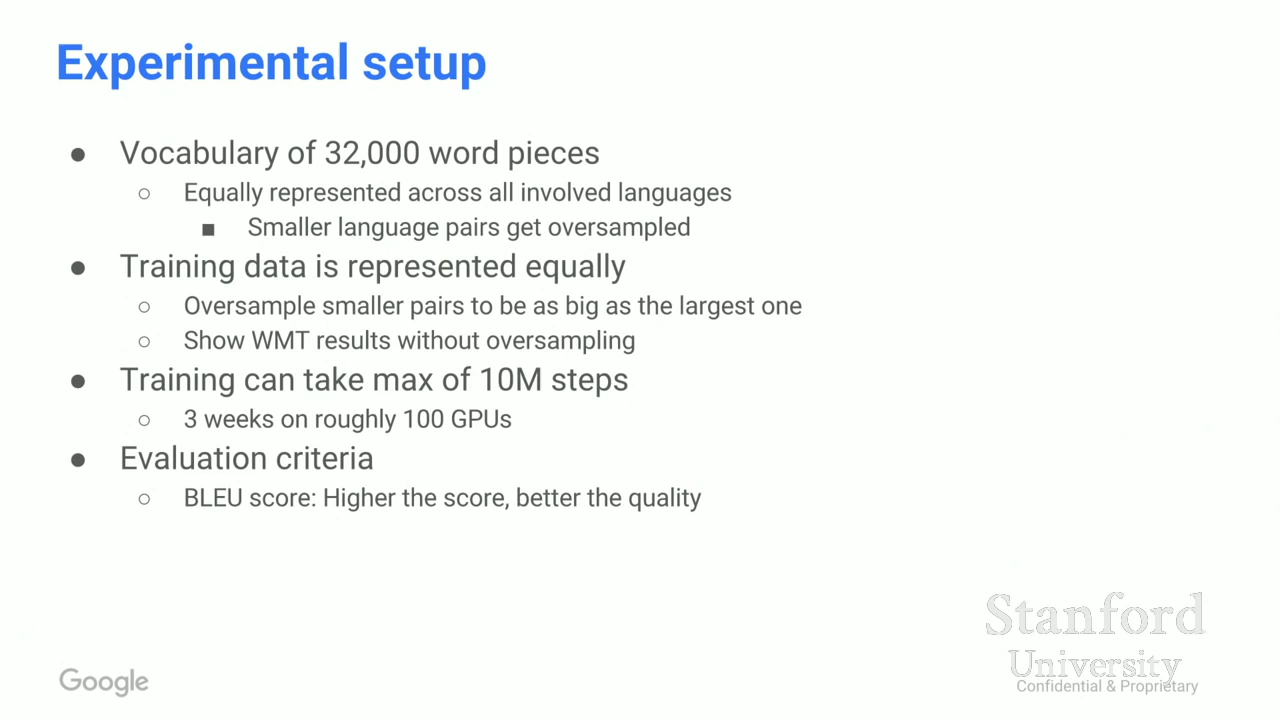 Experimental setup
● Vocabulary of 32,000 word pieces
○ Equally represented across all involved languages
■ Smaller language pairs get oversampled
● Training data is represented equally
○ Oversample smaller pairs to be as big as the largest one
○ Show WMT results without oversampling
● Training can take max of 10M steps
○ 3 weeks on roughly 100 GPUs
● Evaluation criteria
○ BLEU score: Higher the score, better the quality
Stanford
University
Google
Confidential & Proprietary